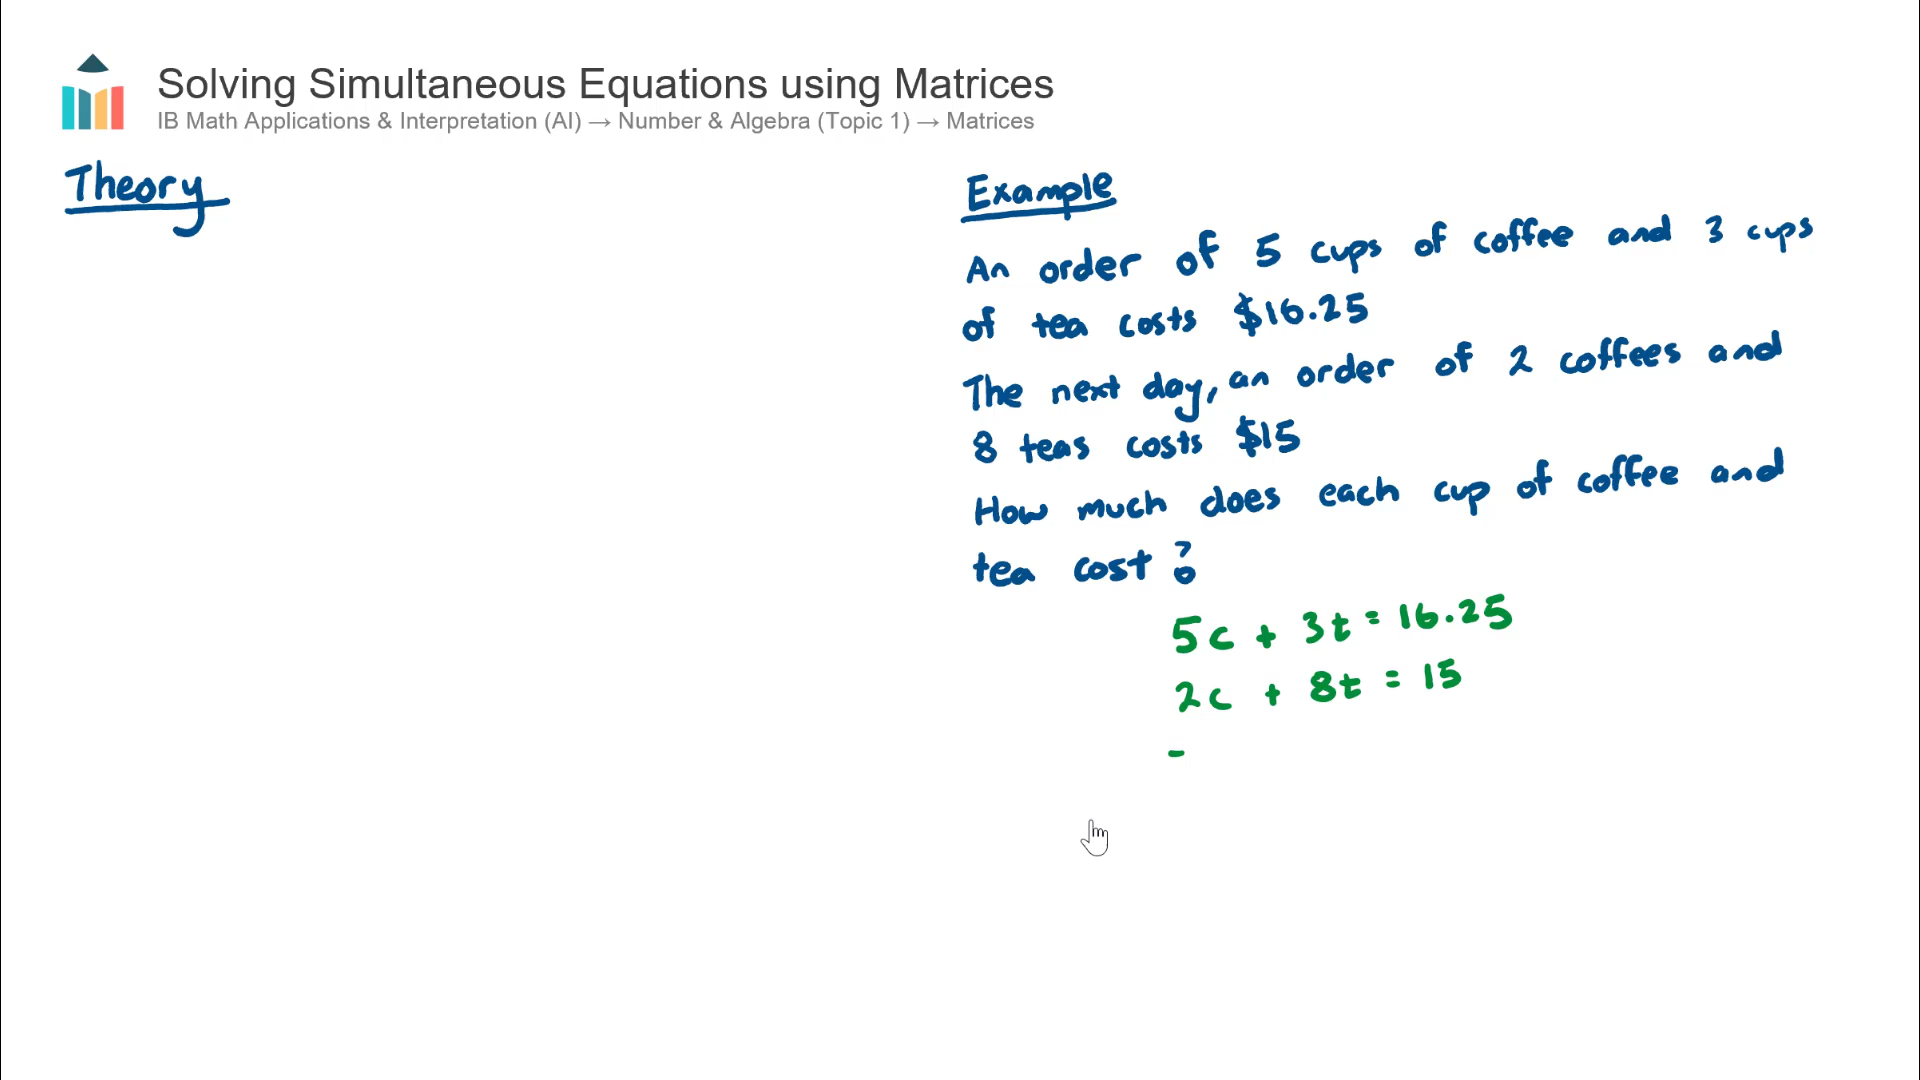 Solving Simultaneous Equations using Matrices
IB Math Applications & Interpretation (AI) → Number & Algebra (Topic 1) → Matrices
Theory
Example
An order of 5 cups of coffee and 3 cups
of tea costs $16.25
The next day, an order of 2 coffees and
8 teas costs $15
How much does each cup of coffee and
tea cost?
5c + 3t = 16.25
2c + 8t = 15
-